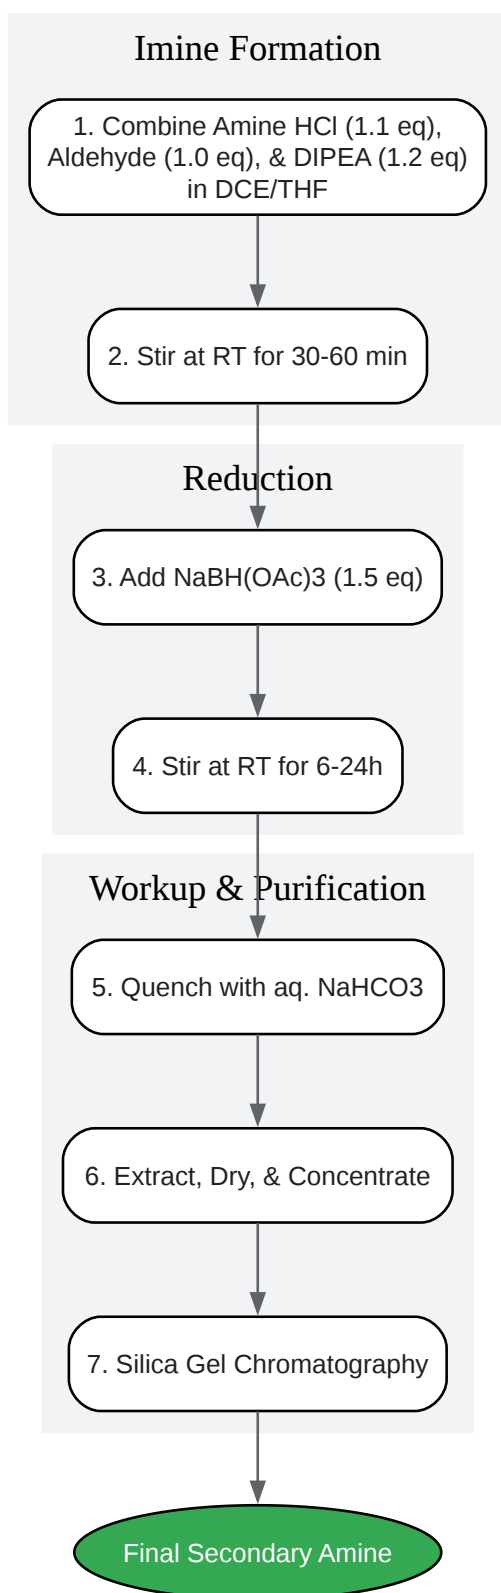 Imine Formation
1. Combine Amine HCl (1.1 eq),
Aldehyde (1.0 eq), & DIPEA (1.2 eq)
in DCE/THF
2. Stir at RT for 30-60 min
Reduction
3. Add NaBH(OAc)3 (1.5 eq)
4. Stir at RT for 6-24h
Workup & Purification
5. Quench with aq. NaHCO3
6. Extract, Dry, & Concentrate
7. Silica Gel Chromatography
Final Secondary Amine